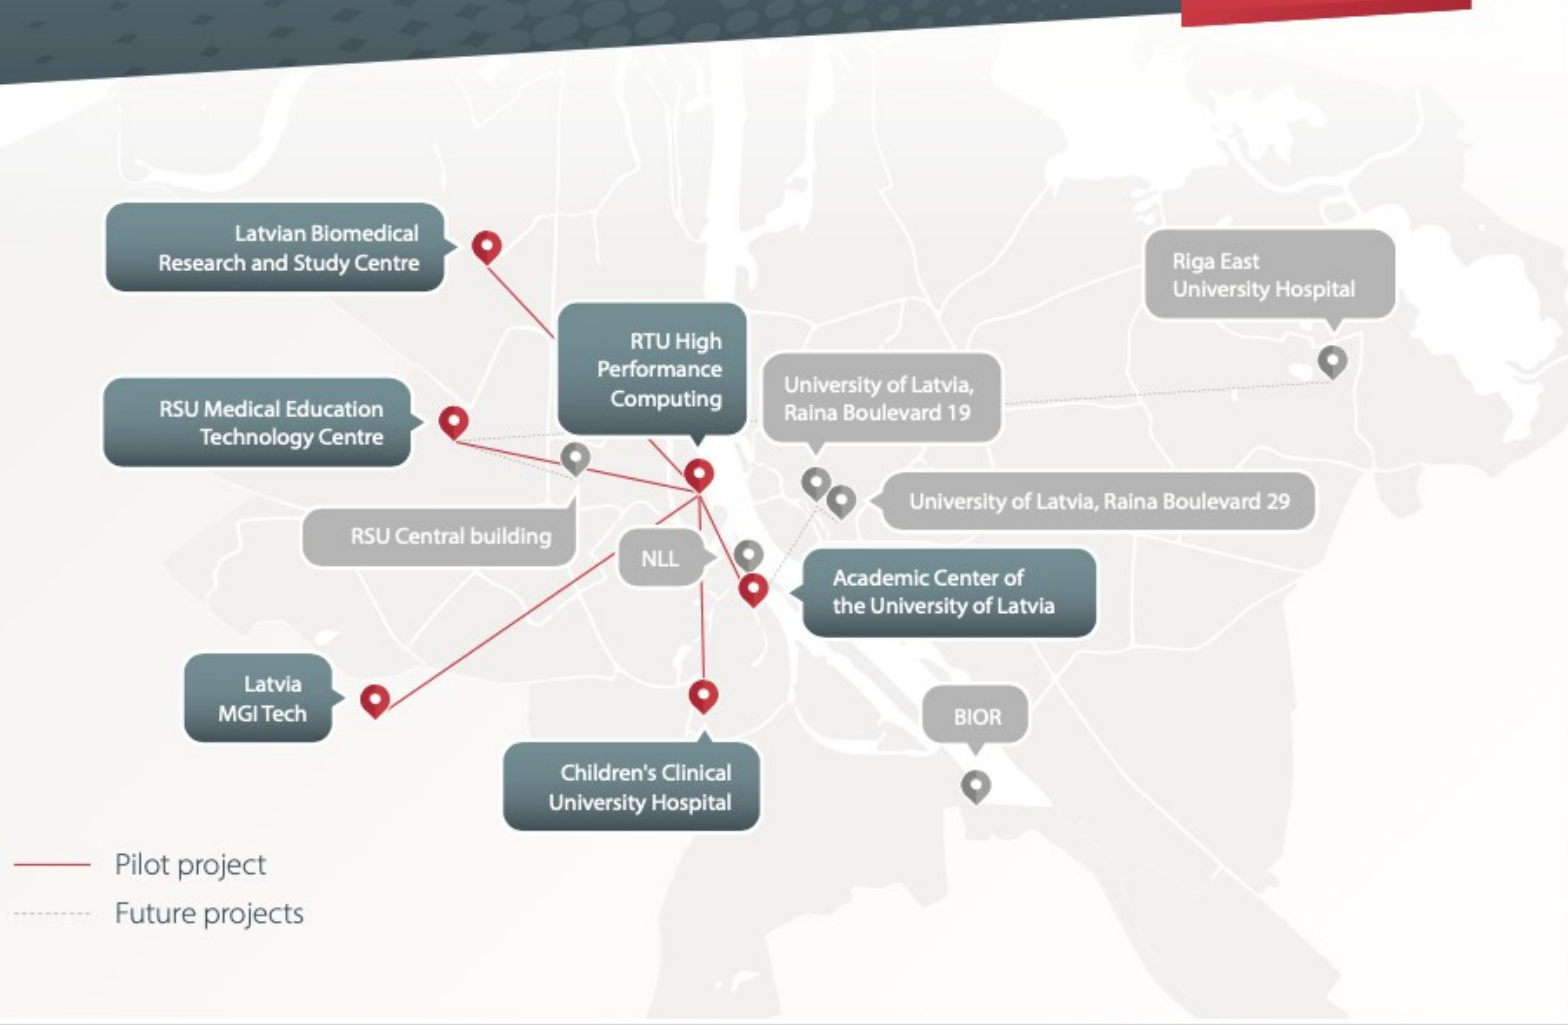 Latvian Biomedical
Research and Study Centre
Riga East
University Hospital
RTU High
Performance
Computing
University of Latvia,
Raina Boulevard 19
RSU Medical Education
Technology Centre
University of Latvia, Raina Boulevard 29
RSU Central building
NLL
Academic Center of
the University of Latvia
Latvia
MGI Tech
BIOR
Children's Clinical
University Hospital
Pilot project
Future projects